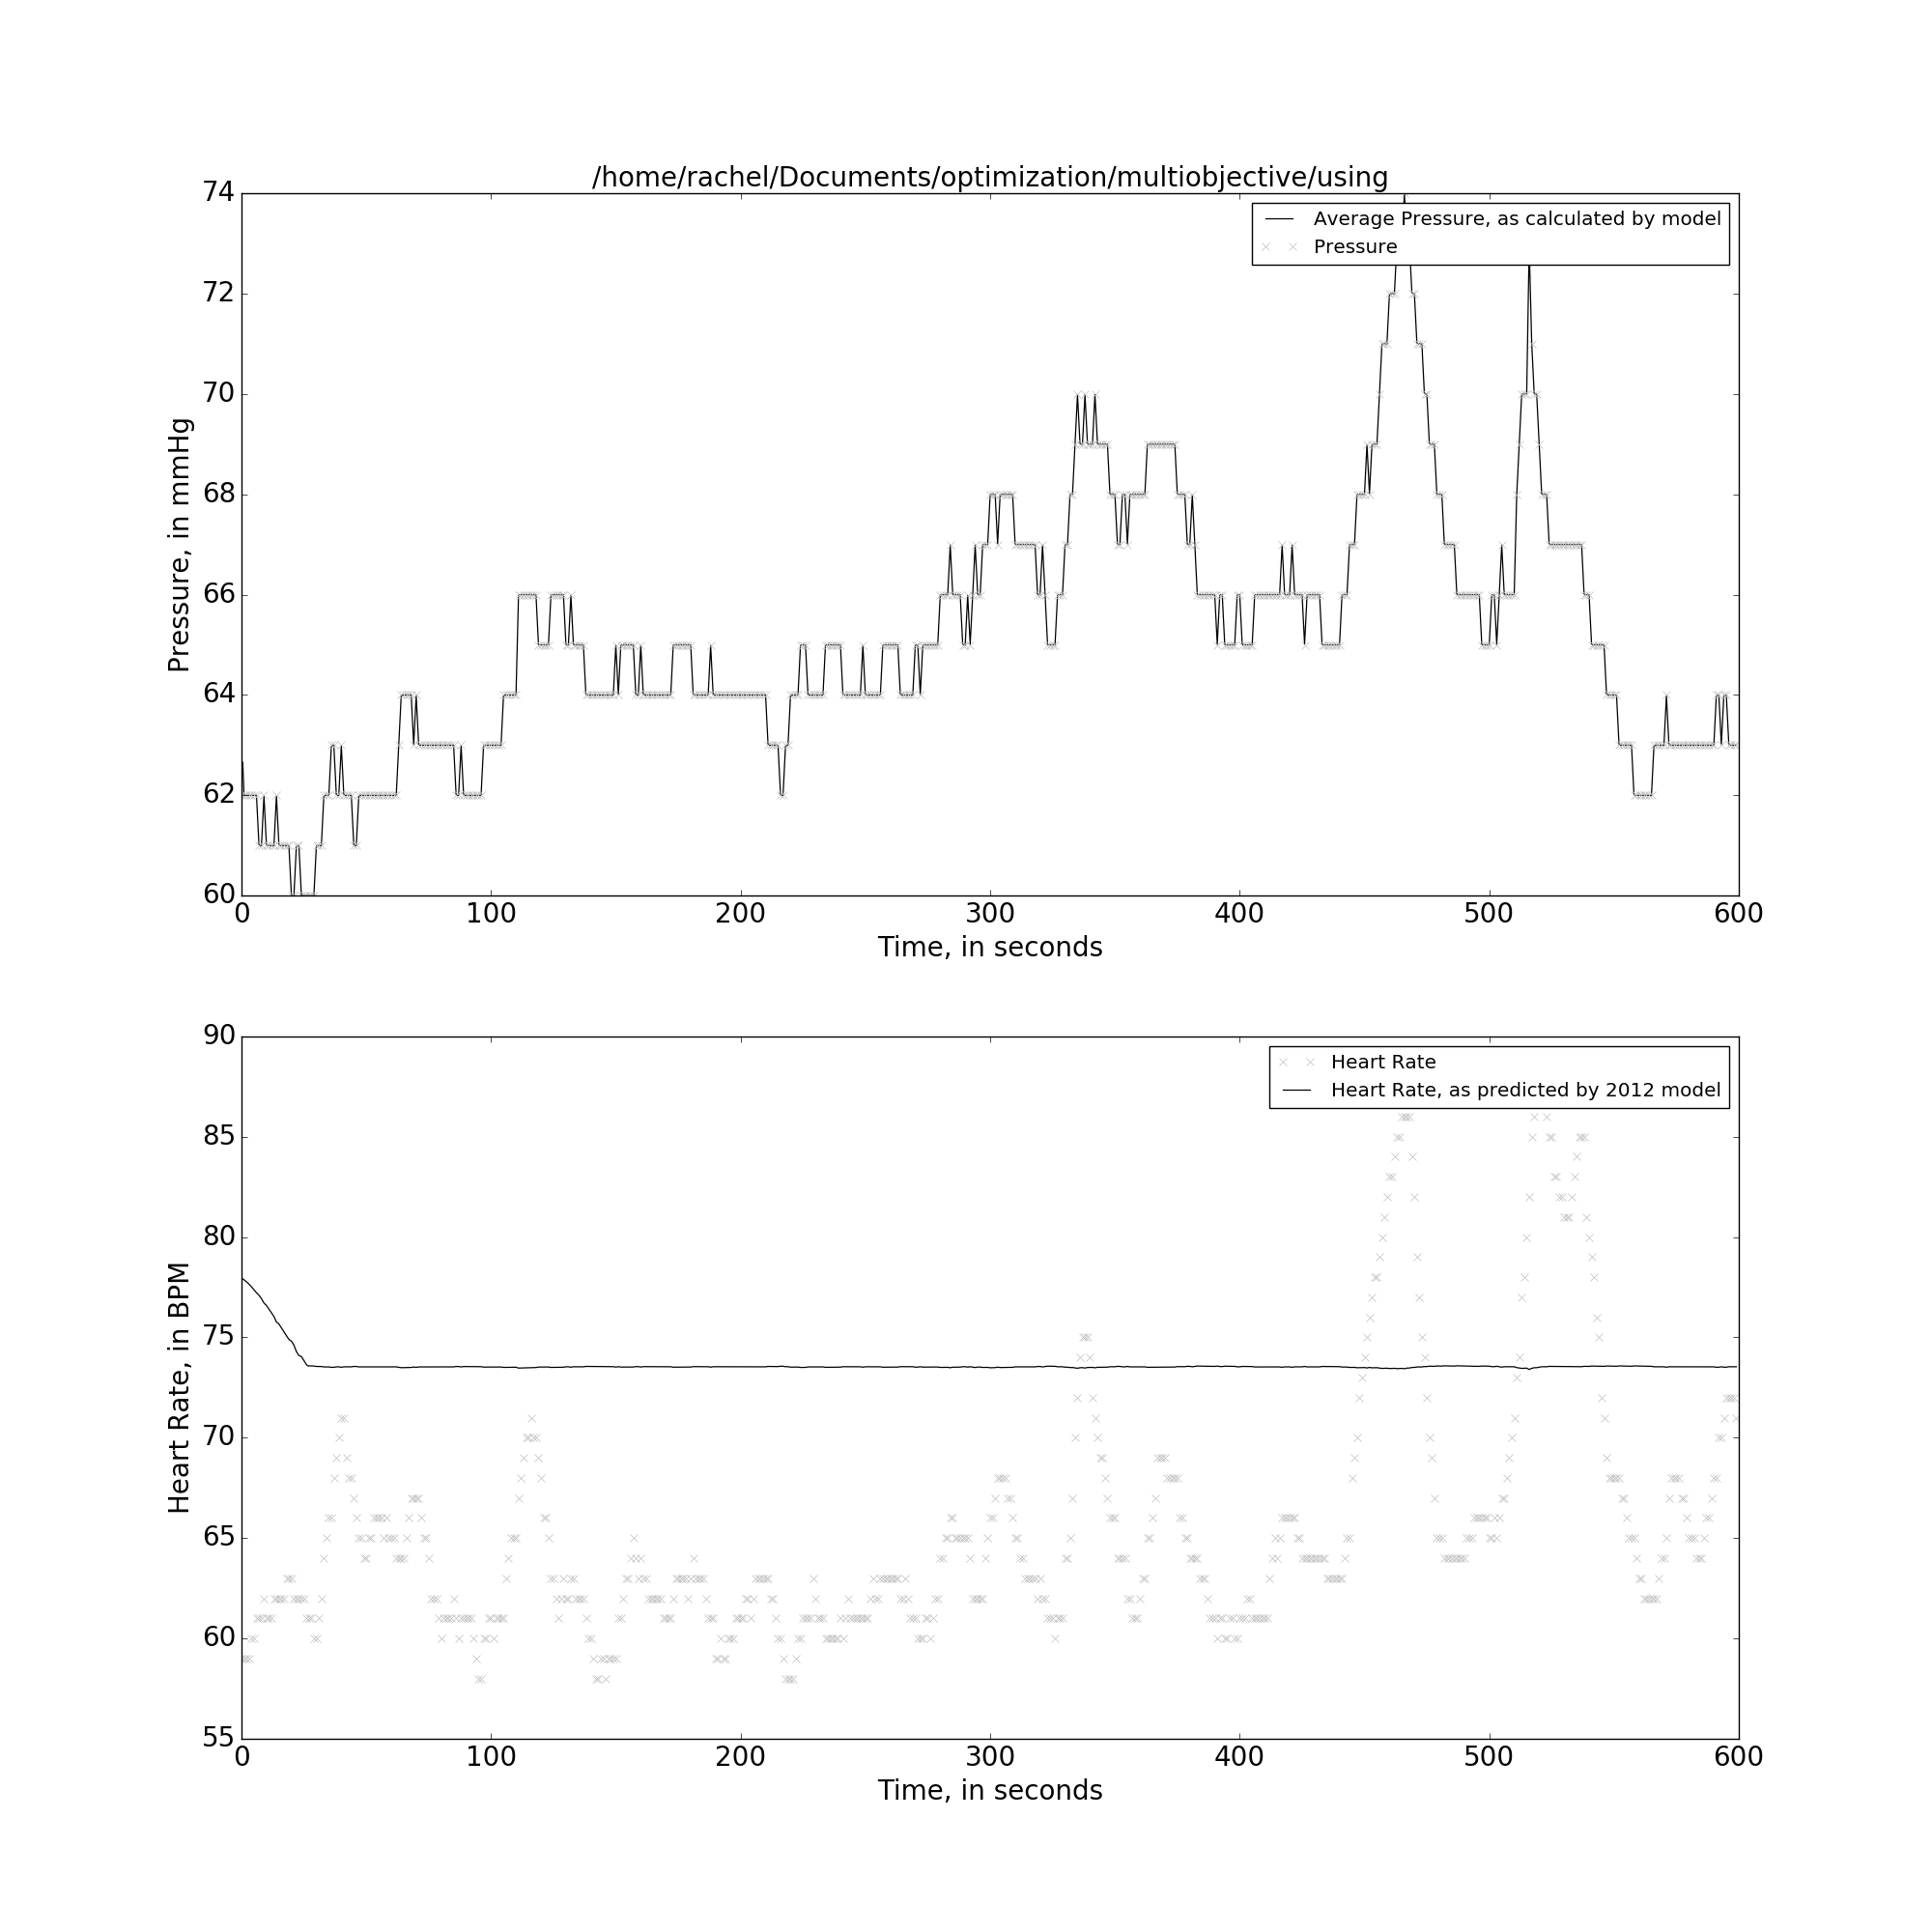 /home/rachel/Documents/optimization/multiobjective/using
74
72
70
68
66
64
62
60
Pressure, in mmHg
Average Pressure, as calculated by model
Pressure
0 100 200 300 400 500 600
Time, in seconds
90
85
80
75
70
65
60
55
Heart Rate, in BPM
Heart Rate
Heart Rate, as predicted by 2012 model
0 100 200 300 400 500 600
Time, in seconds